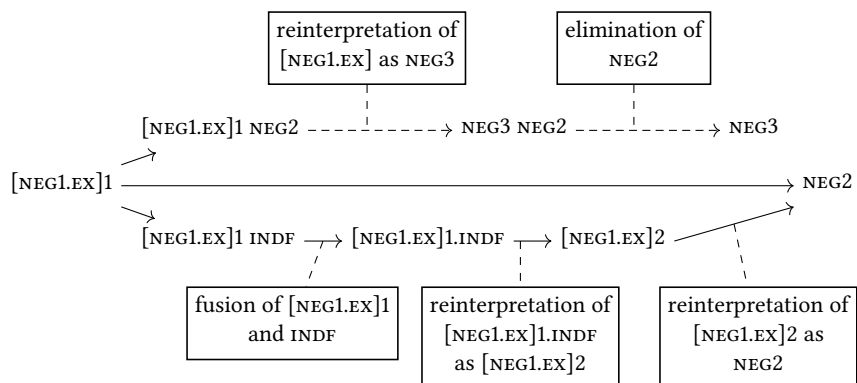 reinterpretation of
[NEG1.EX] as NEG3
elimination of
NEG2
[NEG1.EX]1 NEG2 NEG3 NEG2 NEG3
[NEG1.EX]1 NEG2
[NEG1.EX]1 INDF [NEG1.EX]1.INDF [NEG1.EX]2
fusion of [NEG1.EX]1
and INDF
reinterpretation of
[NEG1.EX]1.INDF
as [NEG1.EX]2
reinterpretation of
[NEG1.EX]2 as
NEG2